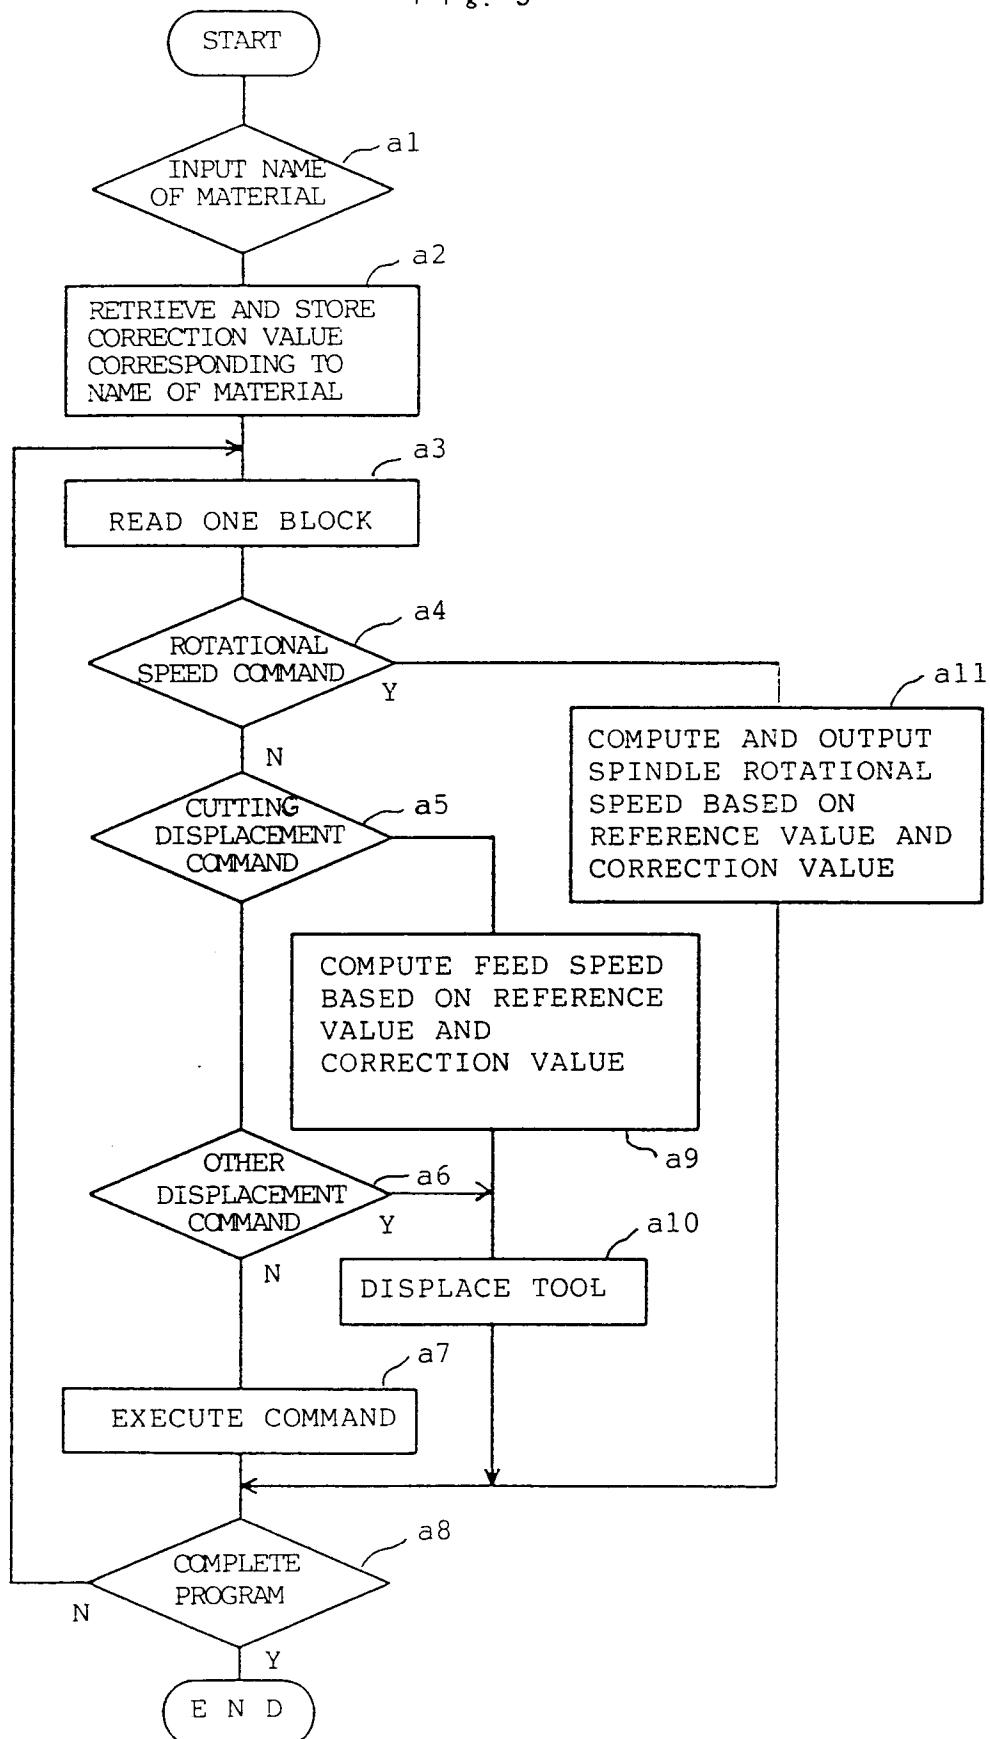 START
a1
INPUT NAME
OF MATERIAL
a2
RETRIEVE AND STORE
CORRECTION VALUE
CORRESPONDING TO
NAME OF MATERIAL
a3
READ ONE BLOCK
a4
ROTATIONAL
SPEED COMMAND
Y
N
a11
COMPUTE AND OUTPUT
SPINDLE ROTATIONAL
SPEED BASED ON
REFERENCE VALUE AND
CORRECTION VALUE
a5
CUTTING
DISPLACEMENT
COMMAND
COMPUTE FEED SPEED
BASED ON REFERENCE
VALUE AND
CORRECTION VALUE
a9
a6
OTHER
DISPLACEMENT
COMMAND
Y
N
a10
DISPLACE TOOL
a7
EXECUTE COMMAND
a8
COMPLETE
PROGRAM
N
Y
E N D